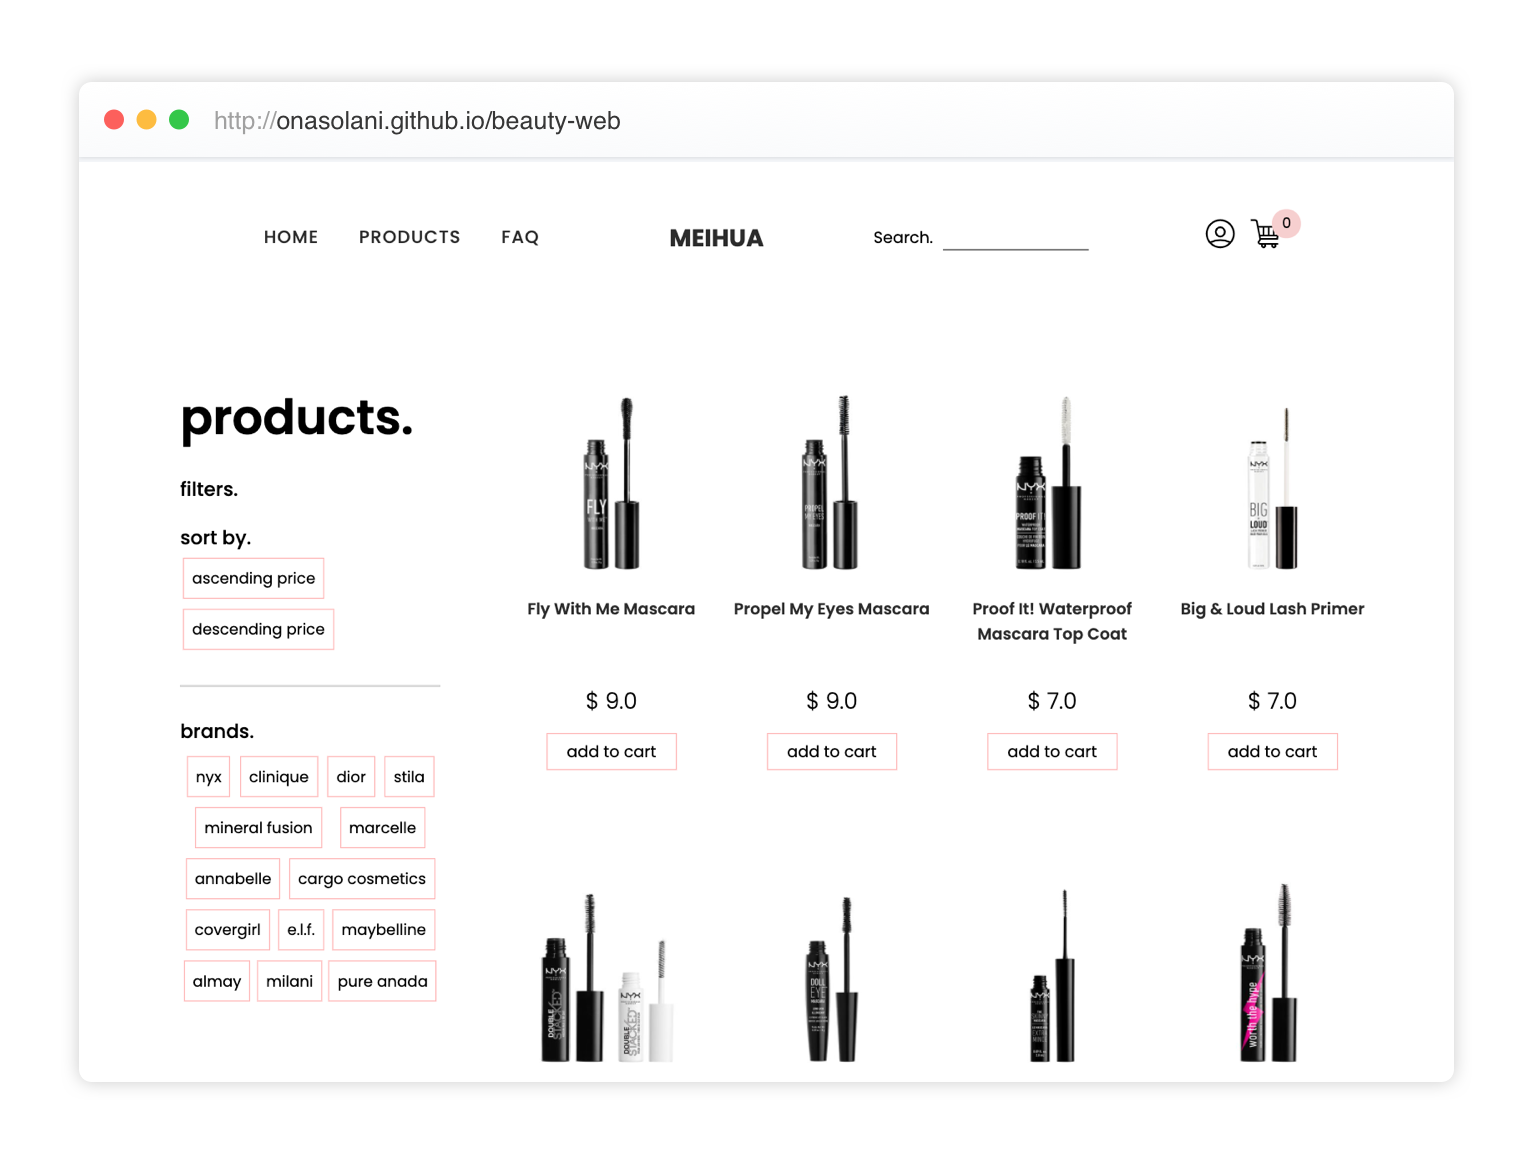 http://onasolani.github.io/beauty-web
HOME PRODUCTS FAQ MEIHUA Search. 0
products.
filters.
sort by.
ascending price
descending price
brands.
nyx clinique dior stila
mineral fusion marcelle
annabelle cargo cosmetics
covergirl e.l.f. maybelline
almay milani pure anada
NYX
FLY
WITH ME
NYX
PROPEL
MY EYES
NYX
PROOF IT!
NYX
BIG
LOUD
Fly With Me Mascara
Propel My Eyes Mascara
Proof It! Waterproof
Mascara Top Coat
Big & Loud Lash Primer
$ 9.0 $ 9.0 $ 7.0 $ 7.0
add to cart add to cart add to cart add to cart
NYX
DOUBLE
STACKED
NYX
DOUBLE
STACKED
NYX
DOLL
EYE
NYX
NYX
worth the hype